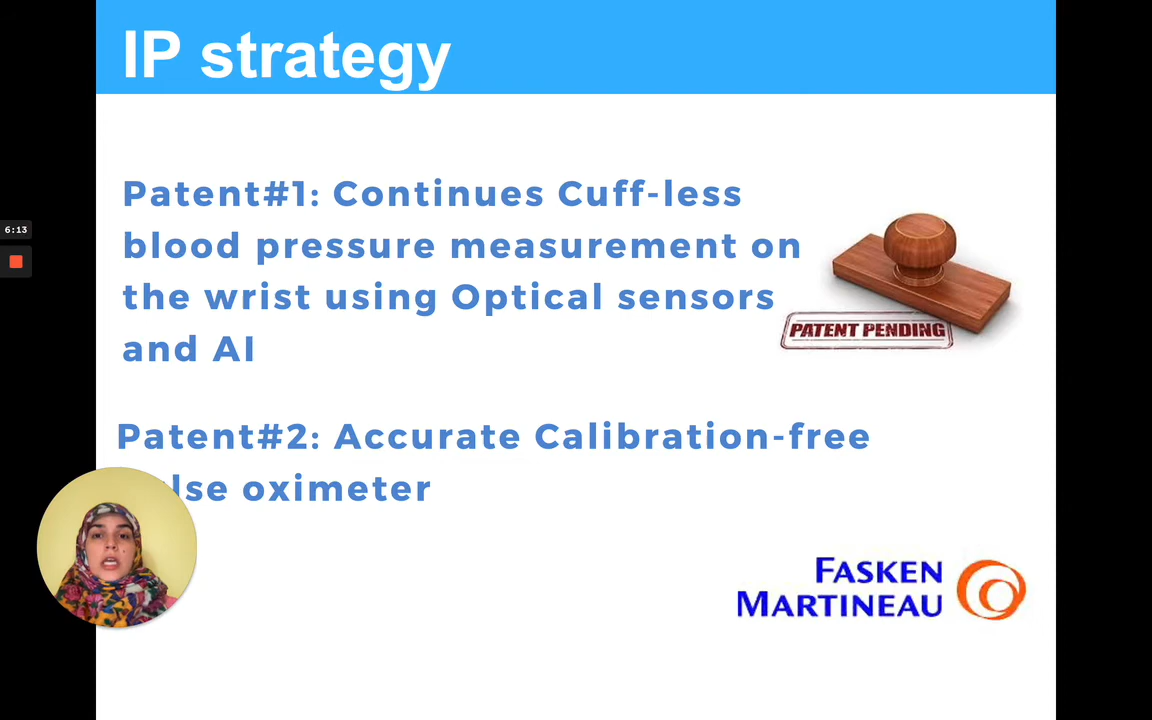 IP strategy
Patent#1: Continues Cuff-less
blood pressure measurement on
the wrist using Optical sensors
and AI
PATENT PENDING
6:13
Patent#2: Accurate Calibration-free
oximeter
FASKEN
MARTINEAU